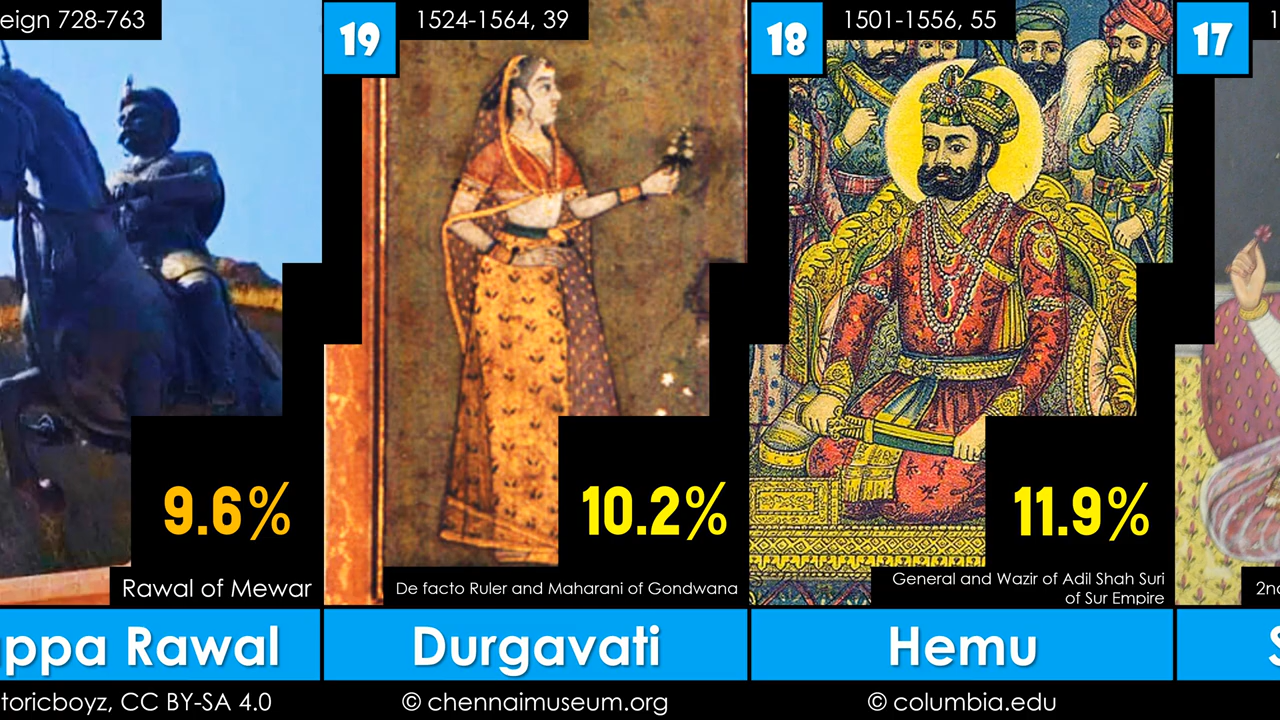 eign 728-763
9.6%
Rawal of Mewar
ppa Rawal
toricboyz, CC BY-SA 4.0
19
1524-1564, 39
10.2%
De facto Ruler and Maharani of Gondwana
Durgavati
© chennaimuseum.org
18
1501-1556, 55
11.9%
General and Wazir of Adil Shah Suri
of Sur Empire
Hemu
© columbia.edu
17
1
2n
S